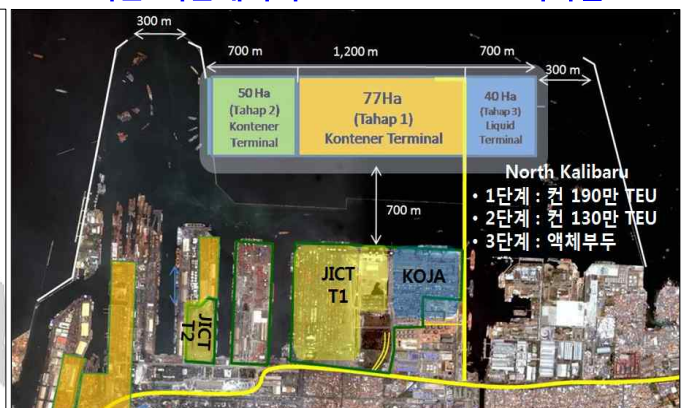 300 m
700 m
1,200 m
700 m
300 m
50 Ha
(Tahap 2)
Kontener
Terminal
77Ha
(Tahap 1)
Kontener Terminal
40 Ha
(Tahap 3)
Liquid
Terminal
700 m
North Kalibaru
• 1단계 : 컨 190만 TEU
• 2단계 : 컨 130만 TEU
• 3단계 : 액체부두
JICT
T1
KOJA
JICT
T2